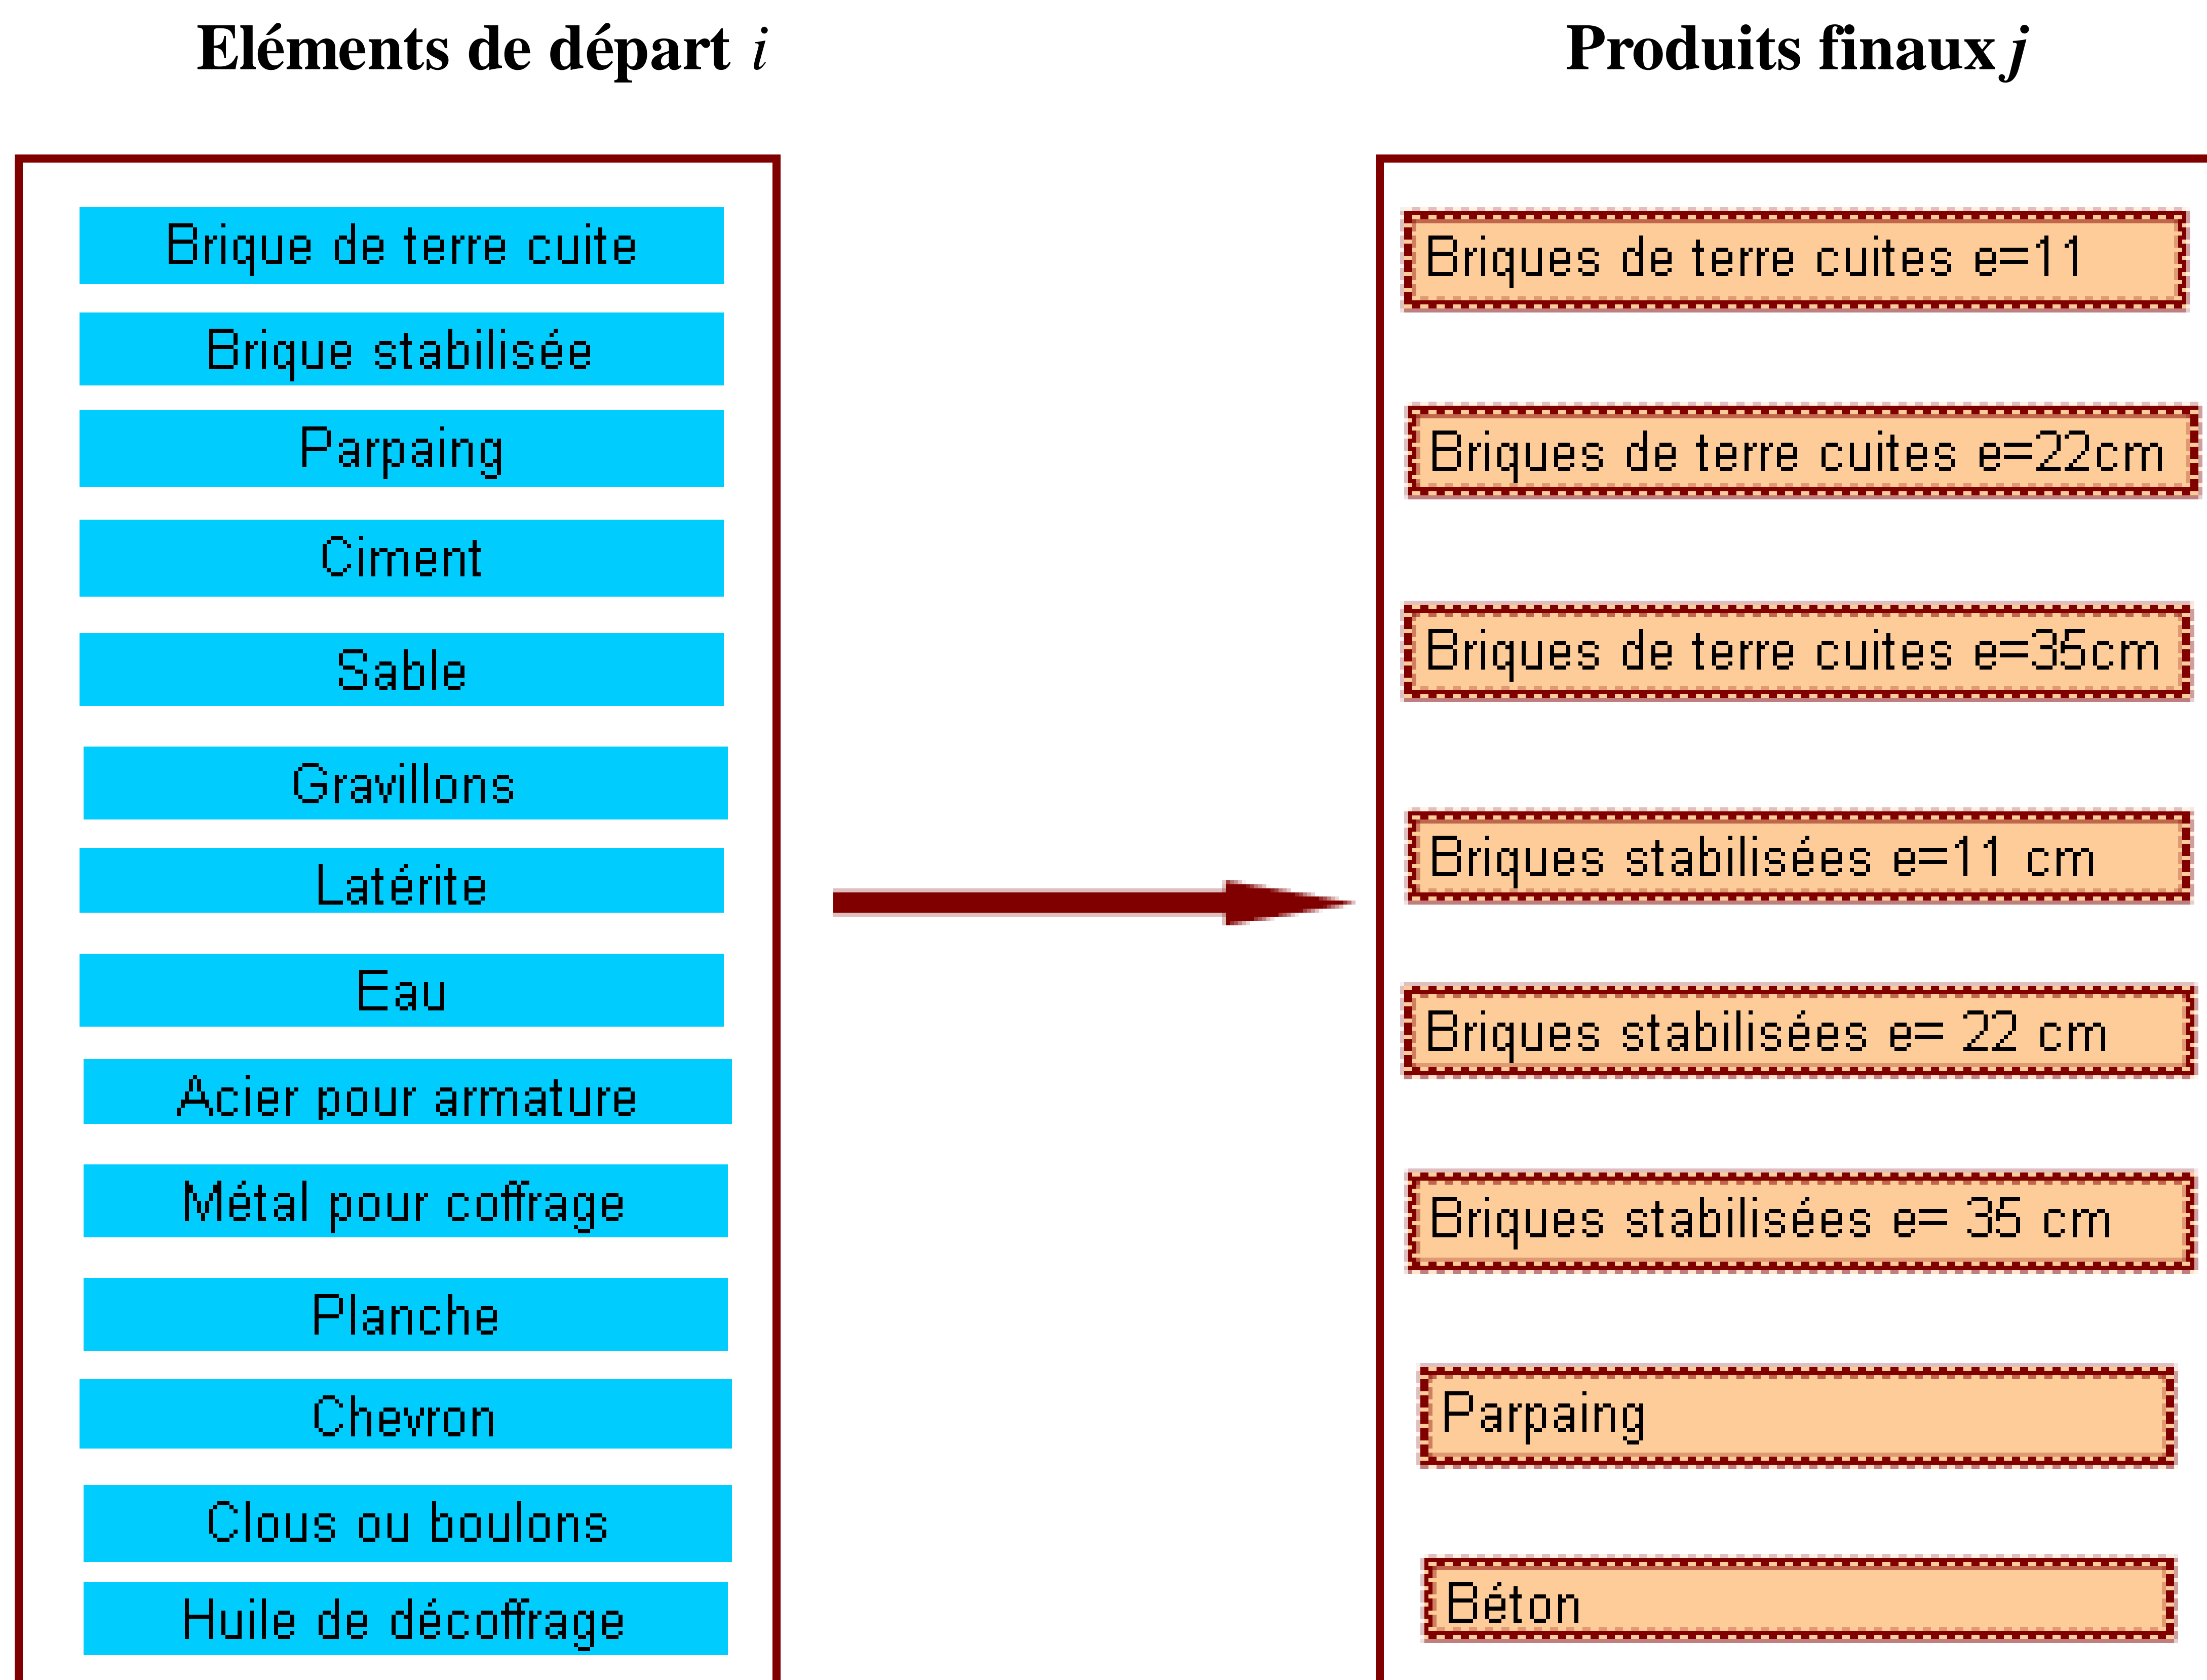 Eléments de départ i
Brique de terre cuite
Brique stabilisée
Parpaing
Ciment
Sable
Gravillons
Latérite
Eau
Acier pour armature
Métal pour coffrage
Planche
Chevron
Clous ou boulons
Huile de décoffrage
Produits finaux j
Briques de terre cuites e=11
Briques de terre cuites e=22cm
Briques de terre cuites e=35cm
Briques stabilisées e=11 cm
Briques stabilisées e= 22 cm
Briques stabilisées e= 35 cm
Parpaing
Béton